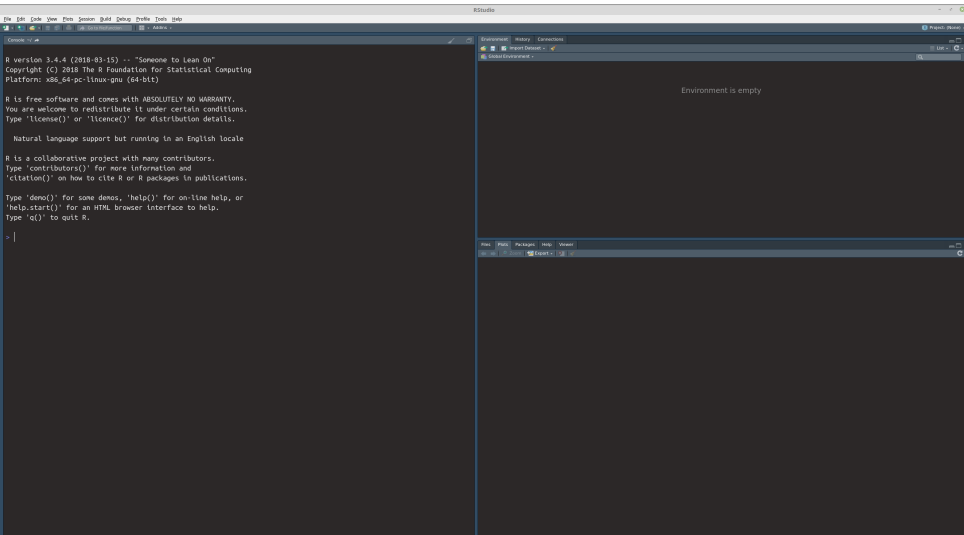 RStudio
File Edit Code View Plots Session Build Debug Profile Tools Help
Go to file/function Addins Project: (None)
Console ~/
R version 3.4.4 (2018-03-15) -- "Someone to Lean On"
Copyright (C) 2018 The R Foundation for Statistical Computing
Platform: x86_64-pc-linux-gnu (64-bit)
R is free software and comes with ABSOLUTELY NO WARRANTY.
You are welcome to redistribute it under certain conditions.
Type 'license()' or 'licence()' for distribution details.
Natural language support but running in an English locale
R is a collaborative project with many contributors.
Type 'contributors()' for more information and
'citation()' on how to cite R or R packages in publications.
Type 'demo()' for some demos, 'help()' for on-line help, or
'help.start()' for an HTML browser interface to help.
Type 'q()' to quit R.
>
Environment History Connections
Import Dataset List
Global Environment
Environment is empty
Files Plots Packages Help Viewer
Zoom Export